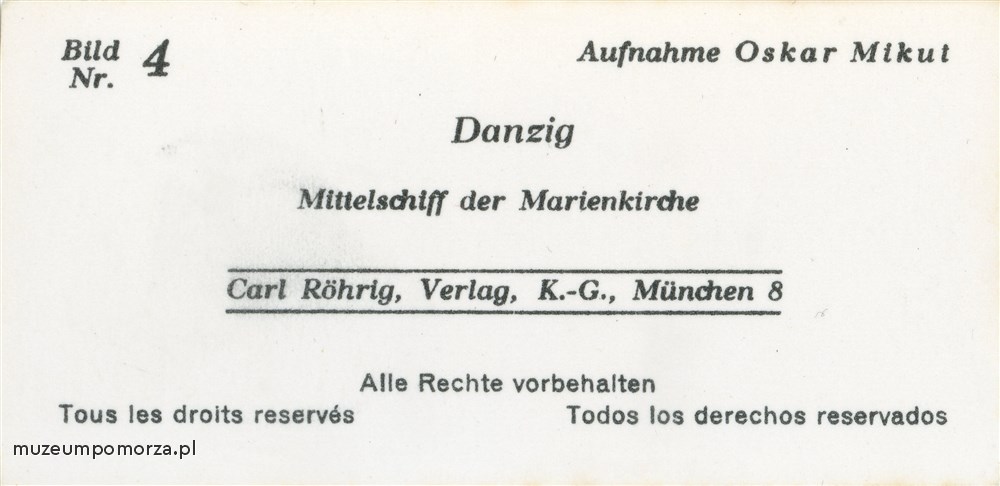 Bild Nr. 4
Aufnahme Oskar Mikut
Danzig
Mittelschiff der Marienkirche
Carl Röhrig, Verlag, K.-G., München 8
Alle Rechte vorbehalten
Tous les droits reservés
Todos los derechos reservados
muzeumpomorza.pl